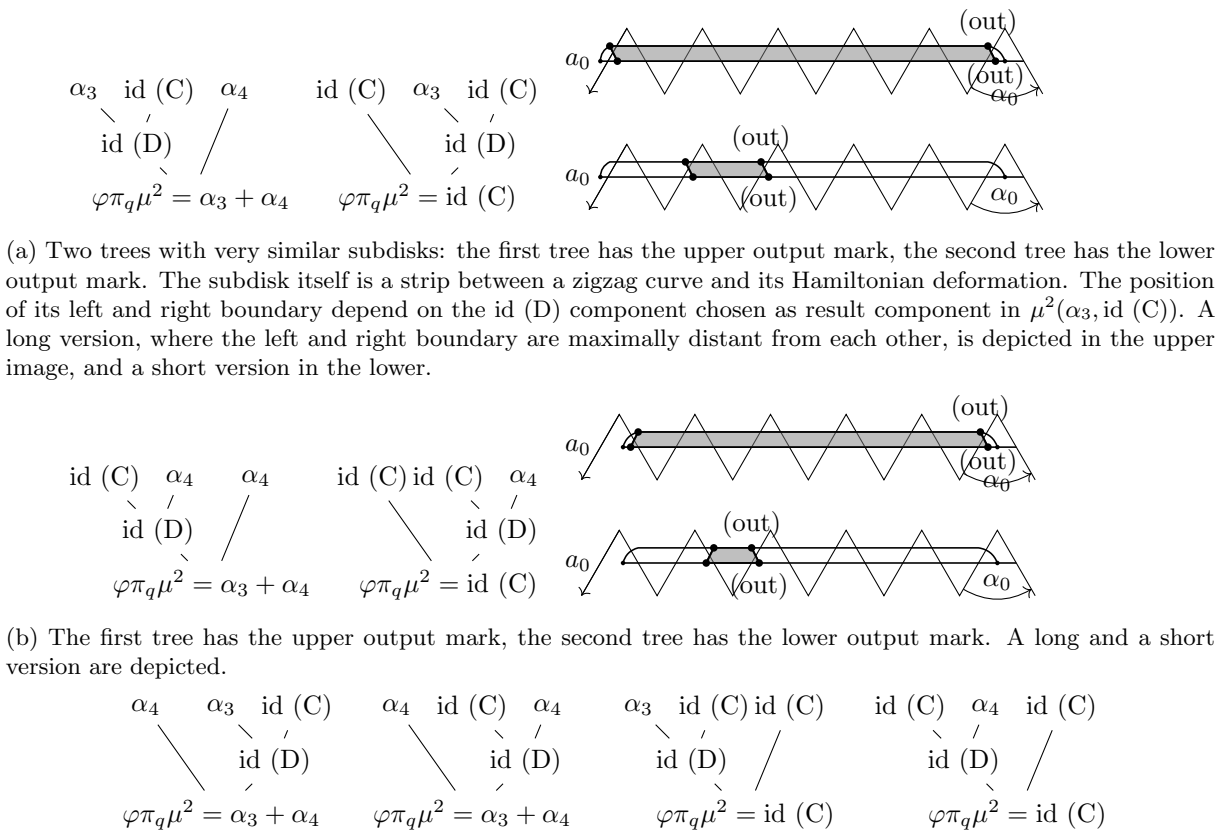 (out)
a₀
(out)
α₀
α₃ id (C) α₄ id (C) α₃ id (C)
id (D) id (D)
φπ_qμ² = α₃ + α₄ φπ_qμ² = id (C)
(out)
a₀
(out)
α₀
(a) Two trees with very similar subdisks: the first tree has the upper output mark, the second tree has the lower
output mark. The subdisk itself is a strip between a zigzag curve and its Hamiltonian deformation. The position
of its left and right boundary depend on the id (D) component chosen as result component in μ²(α₃, id (C)). A
long version, where the left and right boundary are maximally distant from each other, is depicted in the upper
image, and a short version in the lower.
(out)
a₀
(out)
α₀
id (C) α₄ α₄ id (C) id (C) α₄
id (D) id (D)
φπ_qμ² = α₃ + α₄ φπ_qμ² = id (C)
(out)
a₀
(out)
α₀
(b) The first tree has the upper output mark, the second tree has the lower output mark. A long and a short
version are depicted.
α₄ α₃ id (C) α₄ id (C) α₄ α₃ id (C) id (C) id (C) α₄ id (C)
id (D) id (D) id (D) id (D)
φπ_qμ² = α₃ + α₄ φπ_qμ² = α₃ + α₄ φπ_qμ² = id (C) φπ_qμ² = id (C)